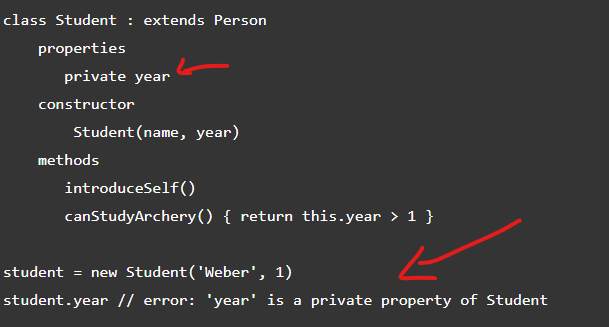 class Student : extends Person
properties
private year
constructor
Student(name, year)
methods
introduceSelf()
canStudyArchery() { return this.year > 1 }
student = new Student('Weber', 1)
student.year // error: 'year' is a private property of Student